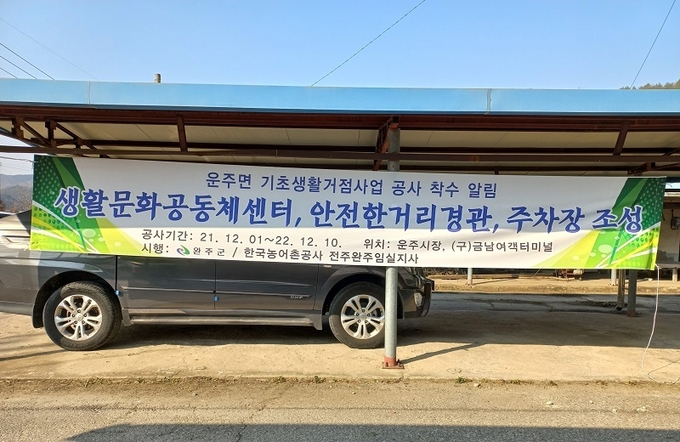 운주면 기초생활거점사업 공사 착수 알림
생활문화공동체센터, 안전한거리경관, 주차장 조성
공사기간: 21. 12. 01~22. 12. 10. 위치: 운주시장, (구)금남여객터미널
시행: 완주군 / 한국농어촌공사 전주완주임실지사